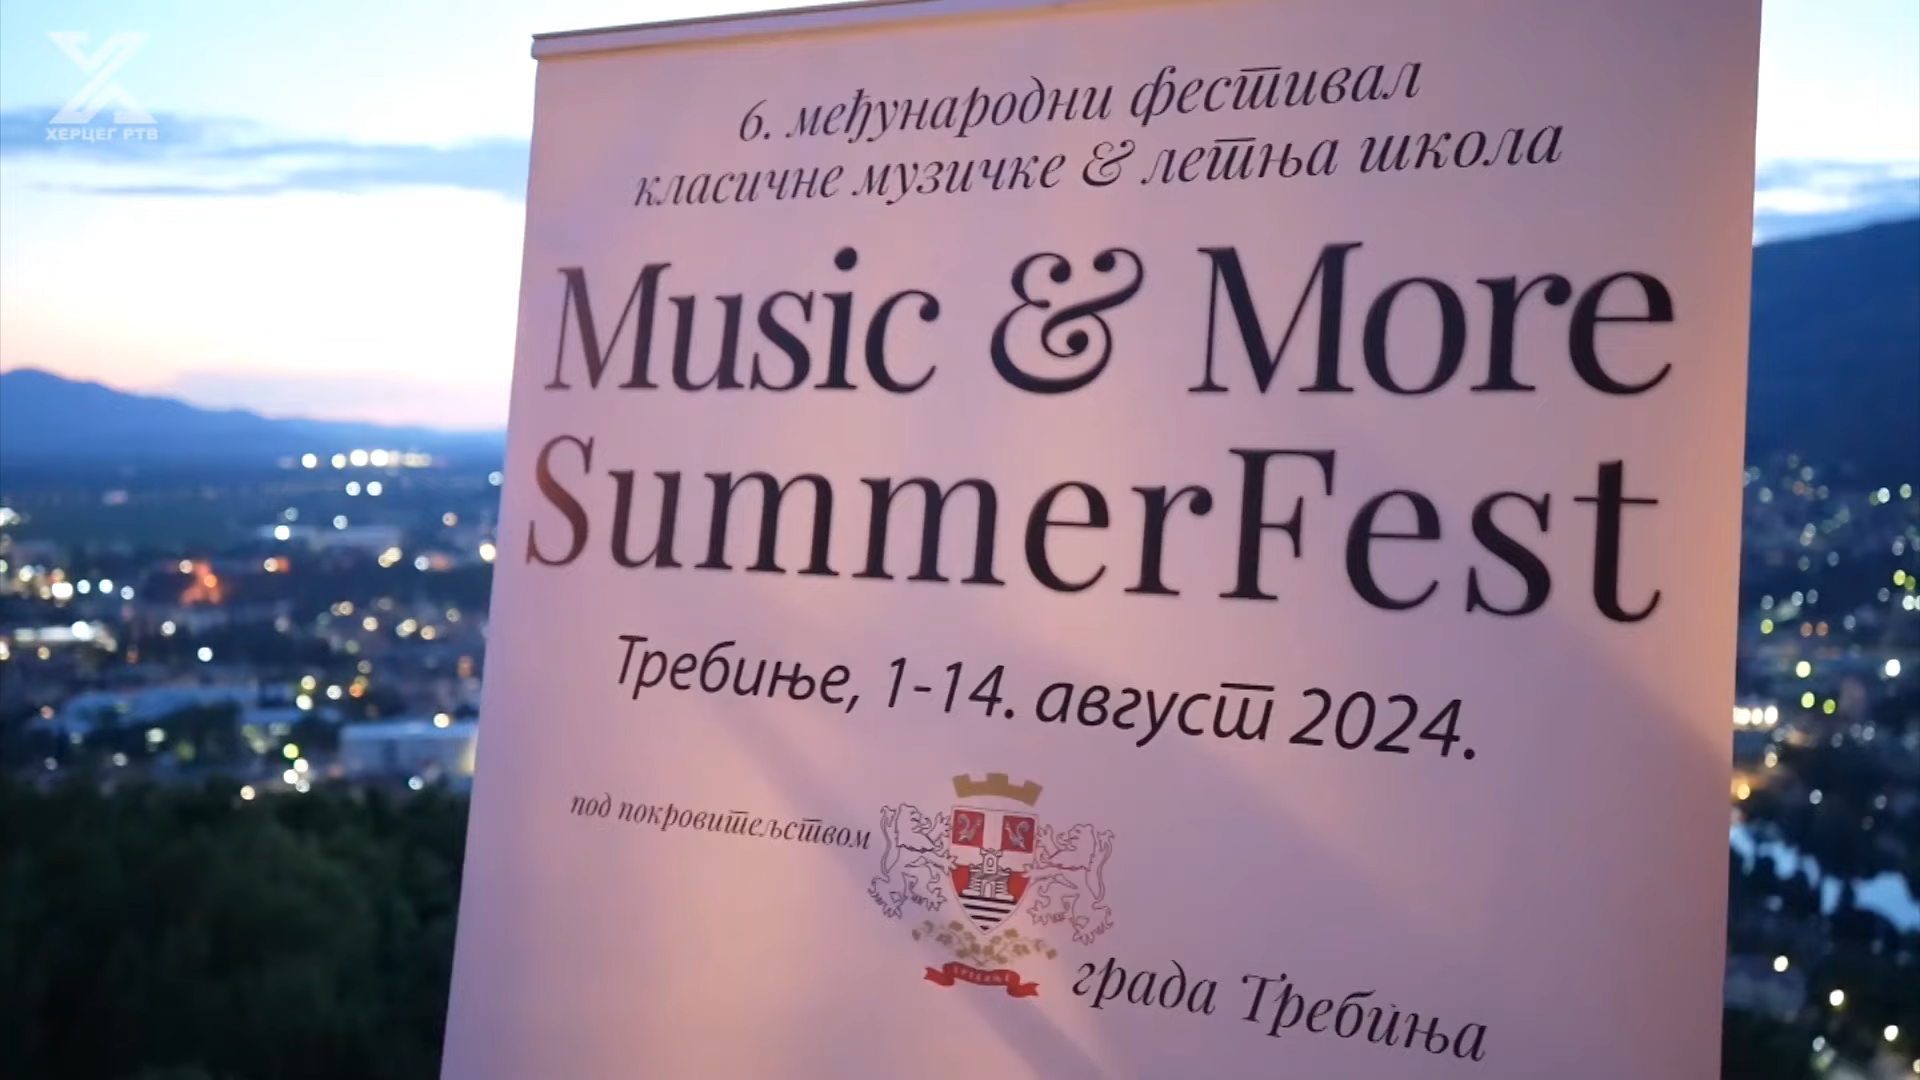 ХЕРЦЕГ РТВ
6. међународни фестивал
класичне музичке & летња школа
Music & More
SummerFest
Требиње, 1-14. август 2024.
под покровитељством
града Требиња